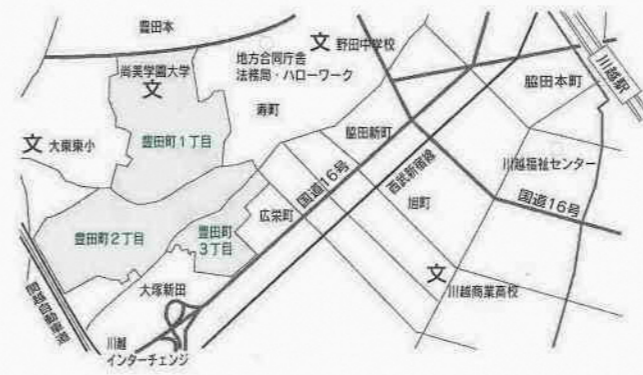 豊田本
文
野田中学校
地方合同庁舎
法務局・ハローワーク
川越駅
尚美学園大学
文
寿町
脇田本町
文
大東東小
豊田町1丁目
脇田新町
川越福祉センター
国道16号
西武新宿線
旭町
国道16号
広栄町
豊田町2丁目
豊田町
3丁目
文
川越商業高校
大塚新田
関越自動車道
川越
インターチェンジ